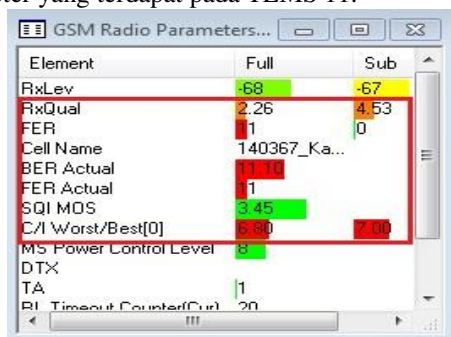 ter yang terdapat pada TEMS 11.
GSM Radio Parameters...
Element Full Sub
RxLev -68 -67
RxQual 2.26 4.53
FER 11 0
Cell Name 140367_Ka...
BER Actual 11.10
FER Actual 11
SQI MOS 3.45
C/I Worst/Best[0] 6.80 7.00
MS Power Control Level 8
DTX
TA 1
RL Timeout Counter(Cur) 20